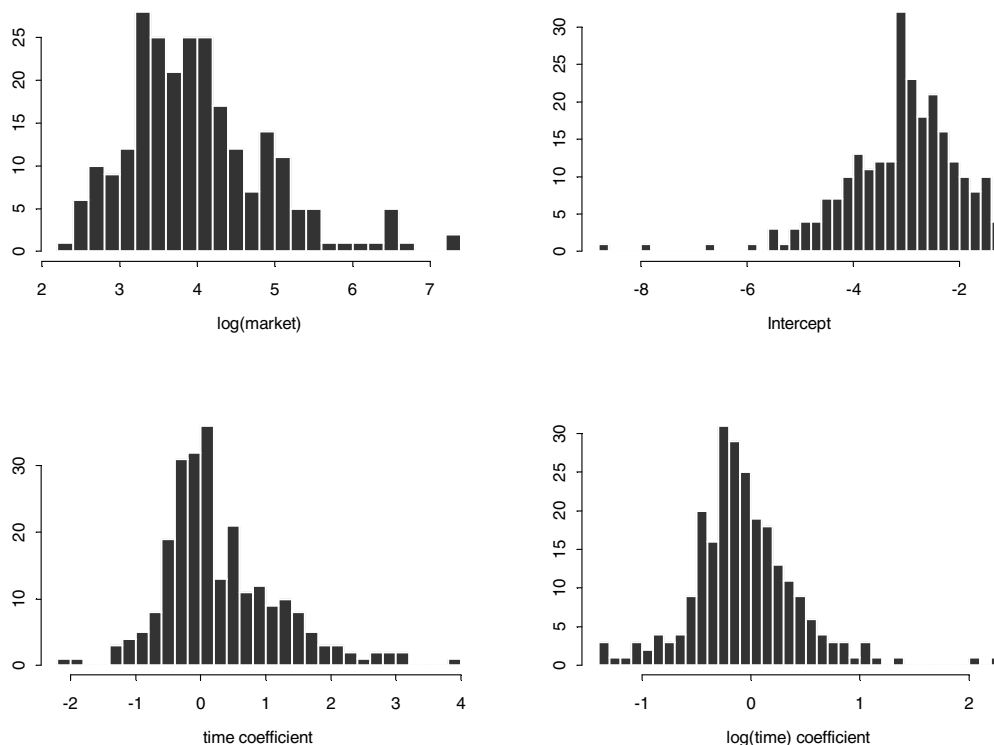 0 5 10 15 20 25
2 3 4 5 6 7
log(market)
0 5 10 15 20 25 30
-8 -6 -4 -2
Intercept
0 10 20 30
-2 -1 0 1 2 3 4
time coefficient
0 5 10 15 20 25 30
-1 0 1 2
log(time) coefficient